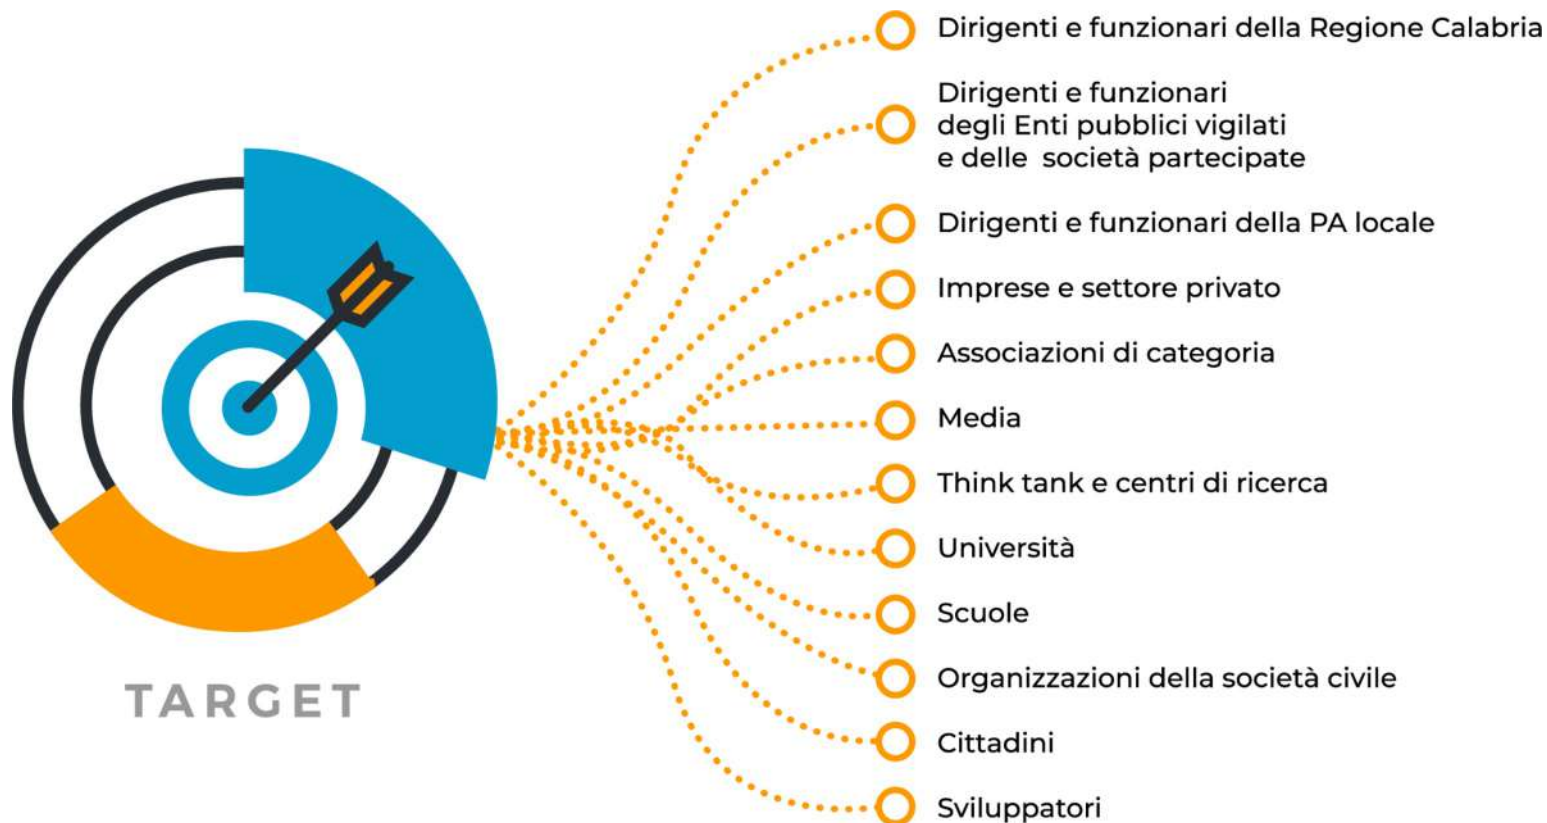 Dirigenti e funzionari della Regione Calabria
Dirigenti e funzionari
degli Enti pubblici vigilati
e delle società partecipate
Dirigenti e funzionari della PA locale
Imprese e settore privato
Associazioni di categoria
Media
Think tank e centri di ricerca
Università
Scuole
Organizzazioni della società civile
Cittadini
Sviluppatori
TARGET